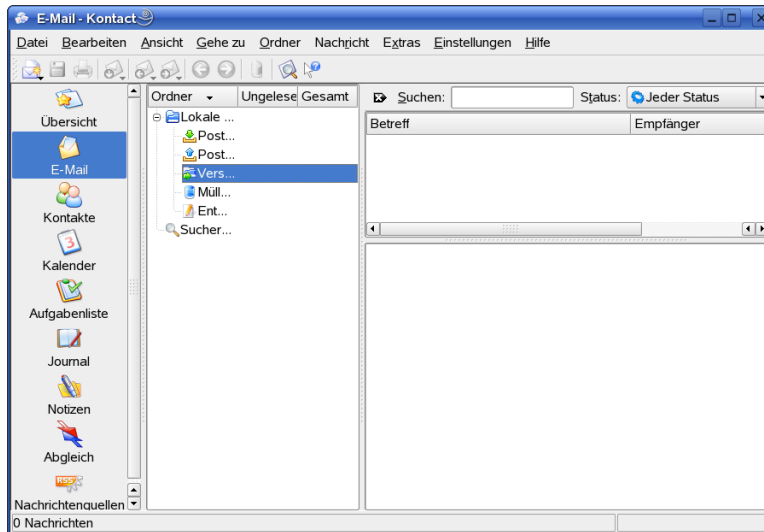 E-Mail - Kontact
Datei Bearbeiten Ansicht Gehe zu Ordner Nachricht Extras Einstellungen Hilfe
Ordner Ungelese Gesamt
Suchen: Status: Jeder Status
Betreff Empfänger
Übersicht
E-Mail
Kontakte
3
Kalender
Aufgabenliste
Journal
Notizen
Abgleich
RSS
Nachrichtenquellen
Lokale ...
Post...
Post...
Vers...
Müll...
Ent...
Sucher...
0 Nachrichten